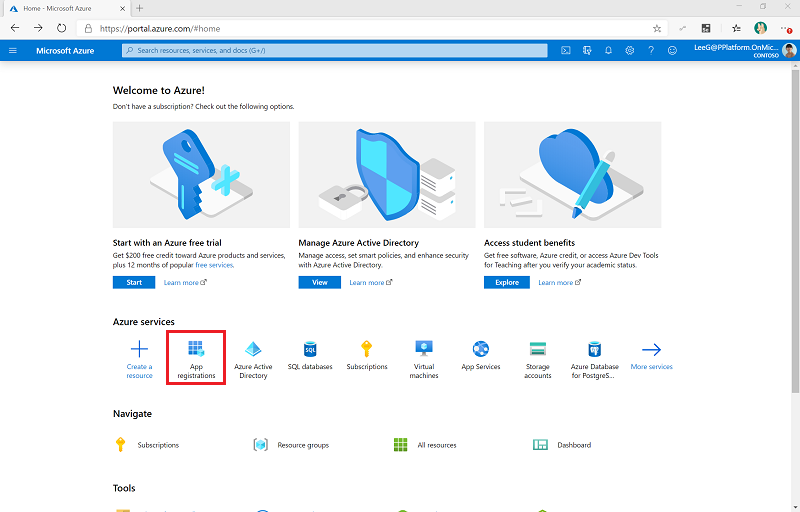 Home - Microsoft Azure
https://portal.azure.com/#home
Microsoft Azure
Search resources, services, and docs (G+/)
LeeG@PPlatform.OnMic...
CONTOSO
Welcome to Azure!
Don't have a subscription? Check out the following options.
Start with an Azure free trial
Get $200 free credit toward Azure products and services,
plus 12 months of popular free services.
Start
Learn more
Manage Azure Active Directory
Manage access, set smart policies, and enhance security
with Azure Active Directory.
View
Learn more
Access student benefits
Get free software, Azure credit, or access Azure Dev Tools
for Teaching after you verify your academic status.
Explore
Learn more
Azure services
Create a
resource
App
registrations
Azure Active
Directory
SQL databases
Subscriptions
Virtual
machines
App Services
Storage
accounts
Azure Database
for PostgreS...
More services
Navigate
Subscriptions
Resource groups
All resources
Dashboard
Tools